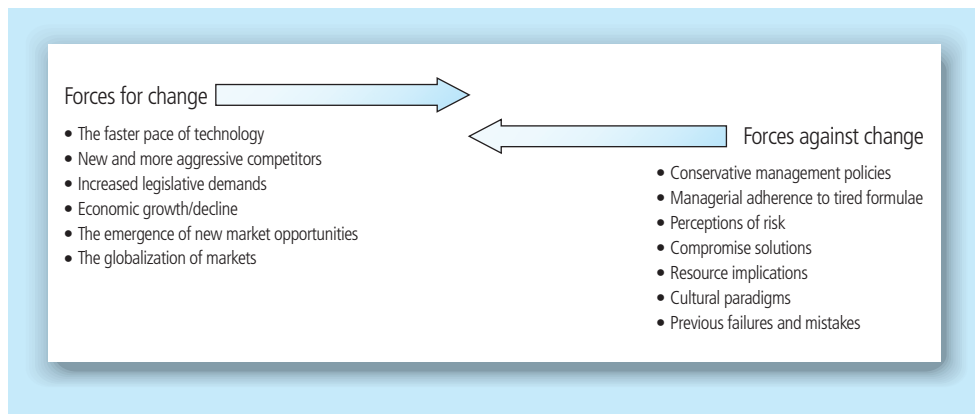 Forces for change
• The faster pace of technology
• New and more aggressive competitors
• Increased legislative demands
• Economic growth/decline
• The emergence of new market opportunities
• The globalization of markets
Forces against change
• Conservative management policies
• Managerial adherence to tired formulae
• Perceptions of risk
• Compromise solutions
• Resource implications
• Cultural paradigms
• Previous failures and mistakes